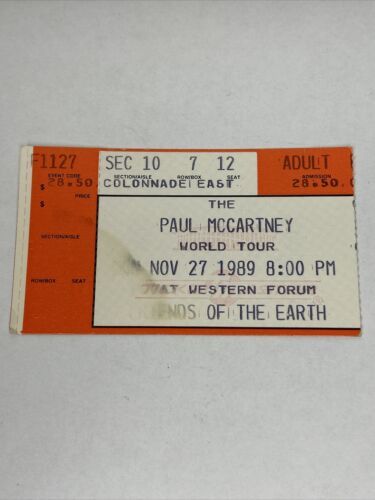 F1127 SEC 10 7 12 ADULT
EVENT CODE SECTION/AISLE ROW/BOX SEAT ADMISSION
$ 28.50 COLONNADE EAST 28.50
PRICE
$
SECTION/AISLE
ROW/BOX SEAT
THE
PAUL MCCARTNEY
WORLD TOUR
NOV 27 1989 8:00 PM
AT WESTERN FORUM
OF THE EARTH